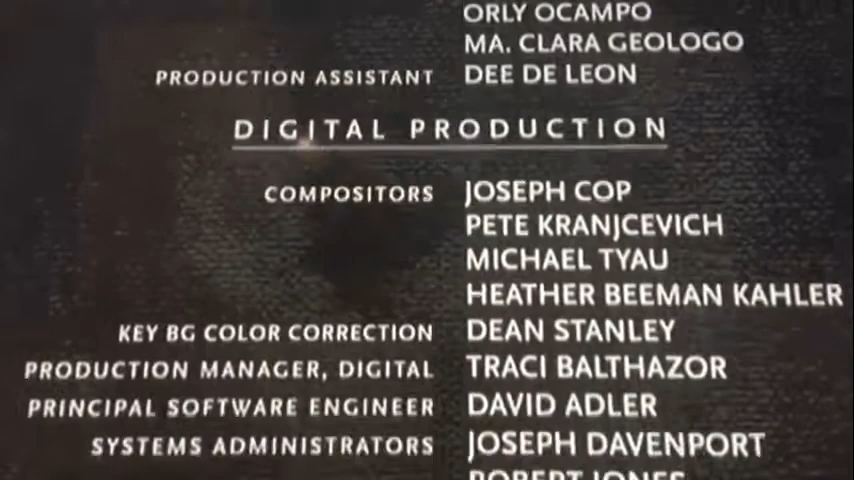 ORLY OCAMPO
MA. CLARA GEOLOGO
PRODUCTION ASSISTANT DEE DE LEON
DIGITAL PRODUCTION
COMPOSITORS JOSEPH COP
PETE KRANJCEVICH
MICHAEL TYAU
HEATHER BEEMAN KAHLER
KEY BG COLOR CORRECTION DEAN STANLEY
PRODUCTION MANAGER, DIGITAL TRACI BALTHAZOR
PRINCIPAL SOFTWARE ENGINEER DAVID ADLER
SYSTEMS ADMINISTRATORS JOSEPH DAVENPORT
ROBERT JONES